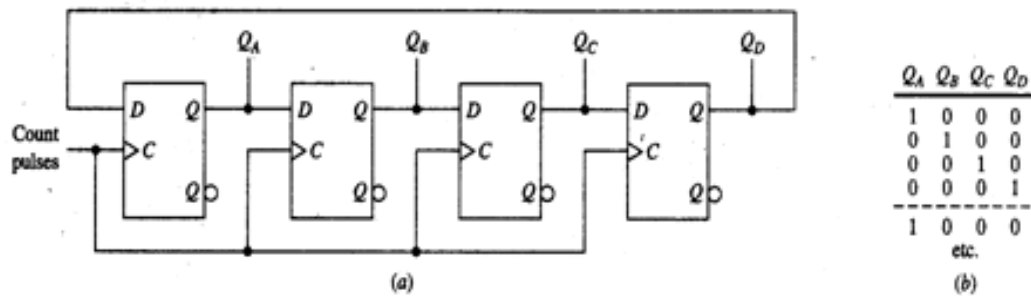 Q_A Q_B Q_C Q_D
D Q D Q D Q D Q
Count pulses
C C C C
Q Q Q Q
(a)
Q_A Q_B Q_C Q_D
1 0 0 0
0 1 0 0
0 0 1 0
0 0 0 1
1 0 0 0
etc.
(b)